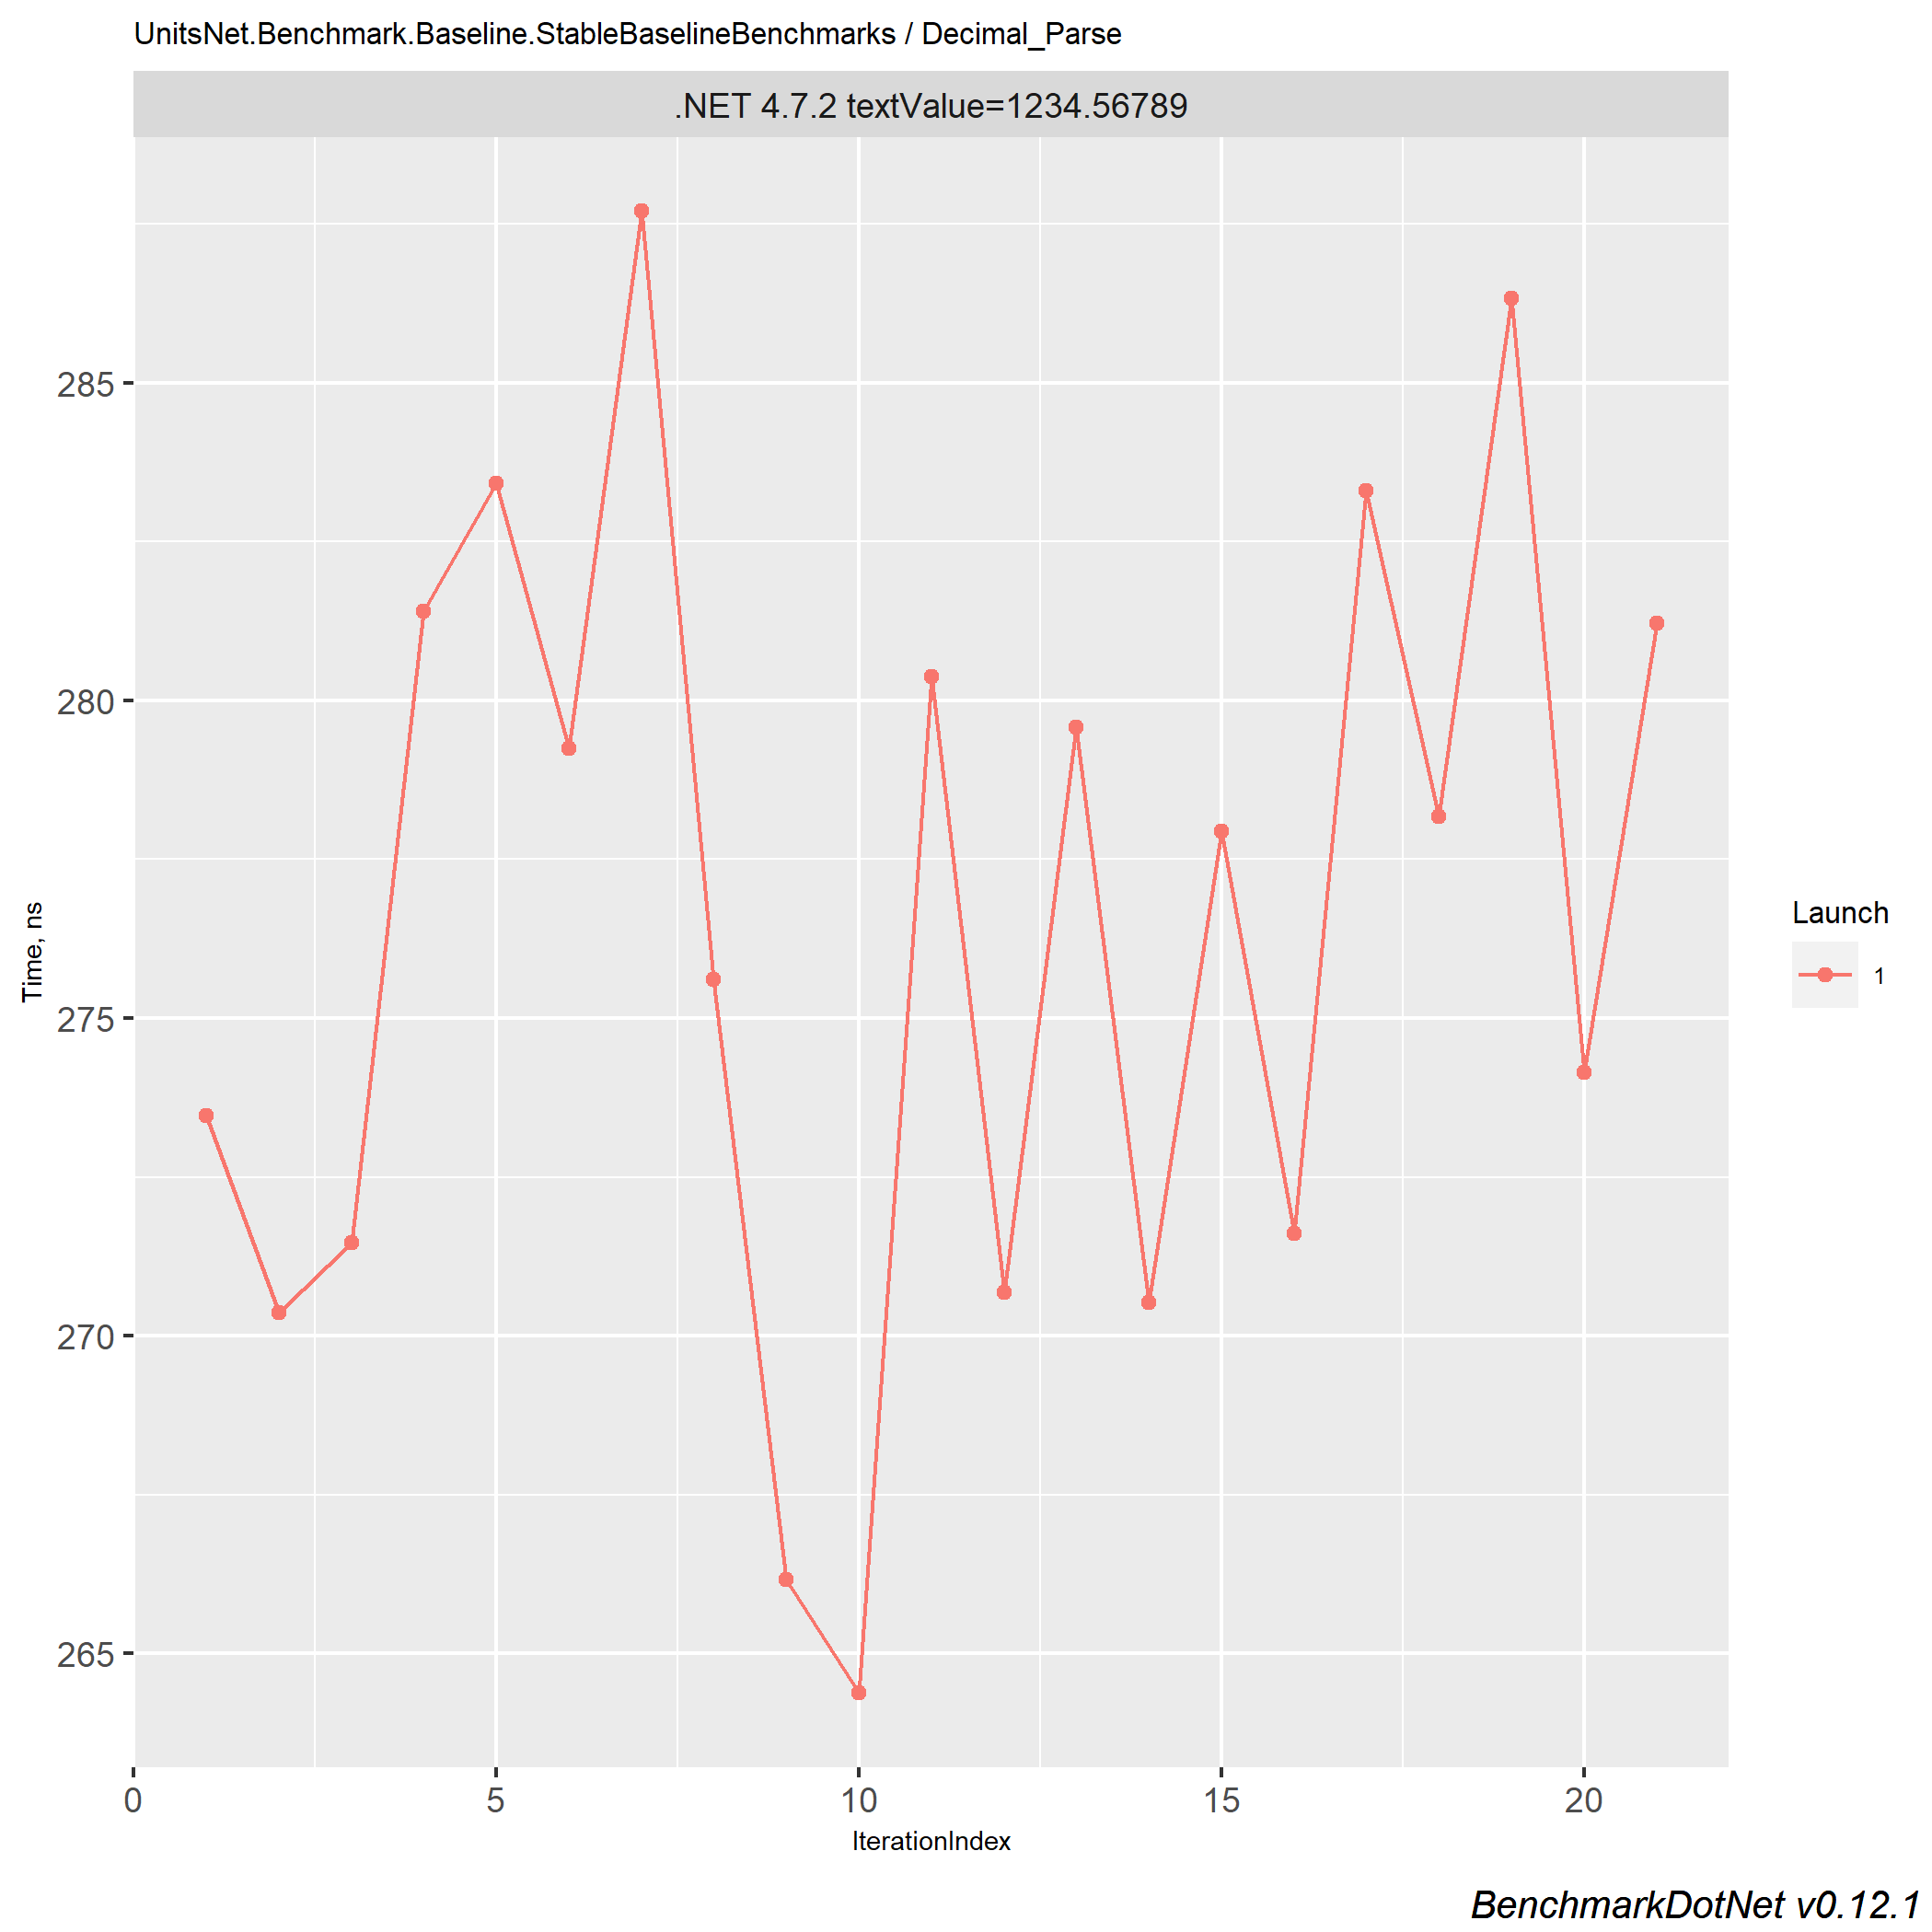 UnitsNet.Benchmark.Baseline.StableBaselineBenchmarks / Decimal_Parse
.NET 4.7.2 textValue=1234.56789
285
280
275
270
265
Time, ns
0 5 10 15 20
IterationIndex
Launch
1
BenchmarkDotNet v0.12.1